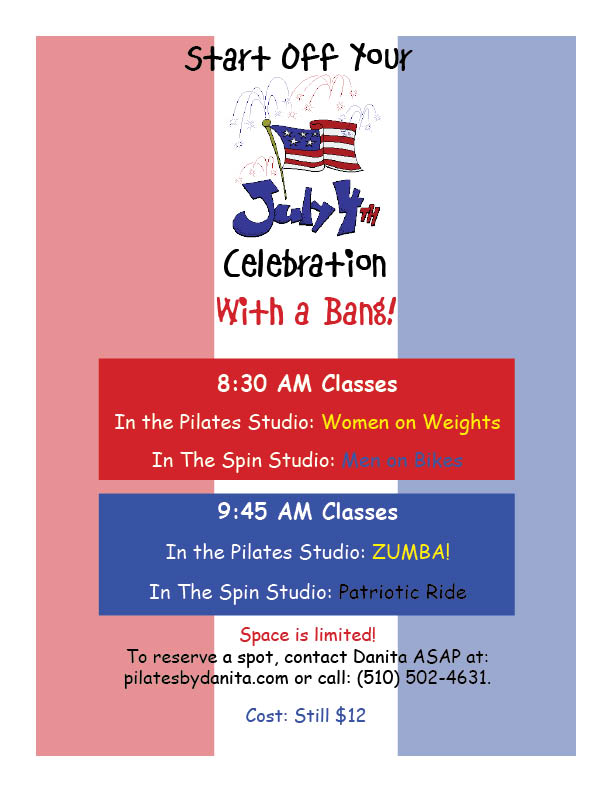 Start Off Your
July 4TH
Celebration
With a Bang!
8:30 AM Classes
In the Pilates Studio: Women on Weights
In The Spin Studio: Men on Bikes
9:45 AM Classes
In the Pilates Studio: ZUMBA!
In The Spin Studio: Patriotic Ride
Space is limited!
To reserve a spot, contact Danita ASAP at:
pilatesbydanita.com or call: (510) 502-4631.
Cost: Still $12